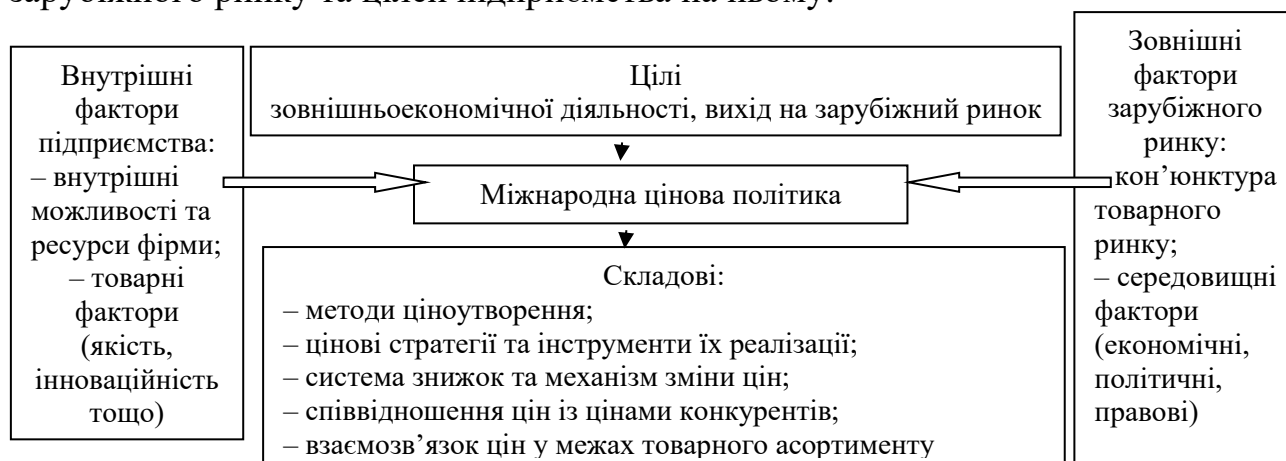 зарубіжного ринку та цілей підприємства на ньому.
Внутрішні
фактори
підприємства:
– внутрішні
можливості та
ресурси фірми;
– товарні
фактори
(якість,
інноваційність
тощо)
Цілі
зовнішньоекономічної діяльності, вихід на зарубіжний ринок
Міжнародна цінова політика
Складові:
– методи ціноутворення;
– цінові стратегії та інструменти їх реалізації;
– система знижок та механізм зміни цін;
– співвідношення цін із цінами конкурентів;
– взаємозв’язок цін у межах товарного асортименту
Зовнішні
фактори
зарубіжного
ринку:
кон’юнктура
товарного
ринку;
– середовищні
фактори
(економічні,
політичні,
правові)